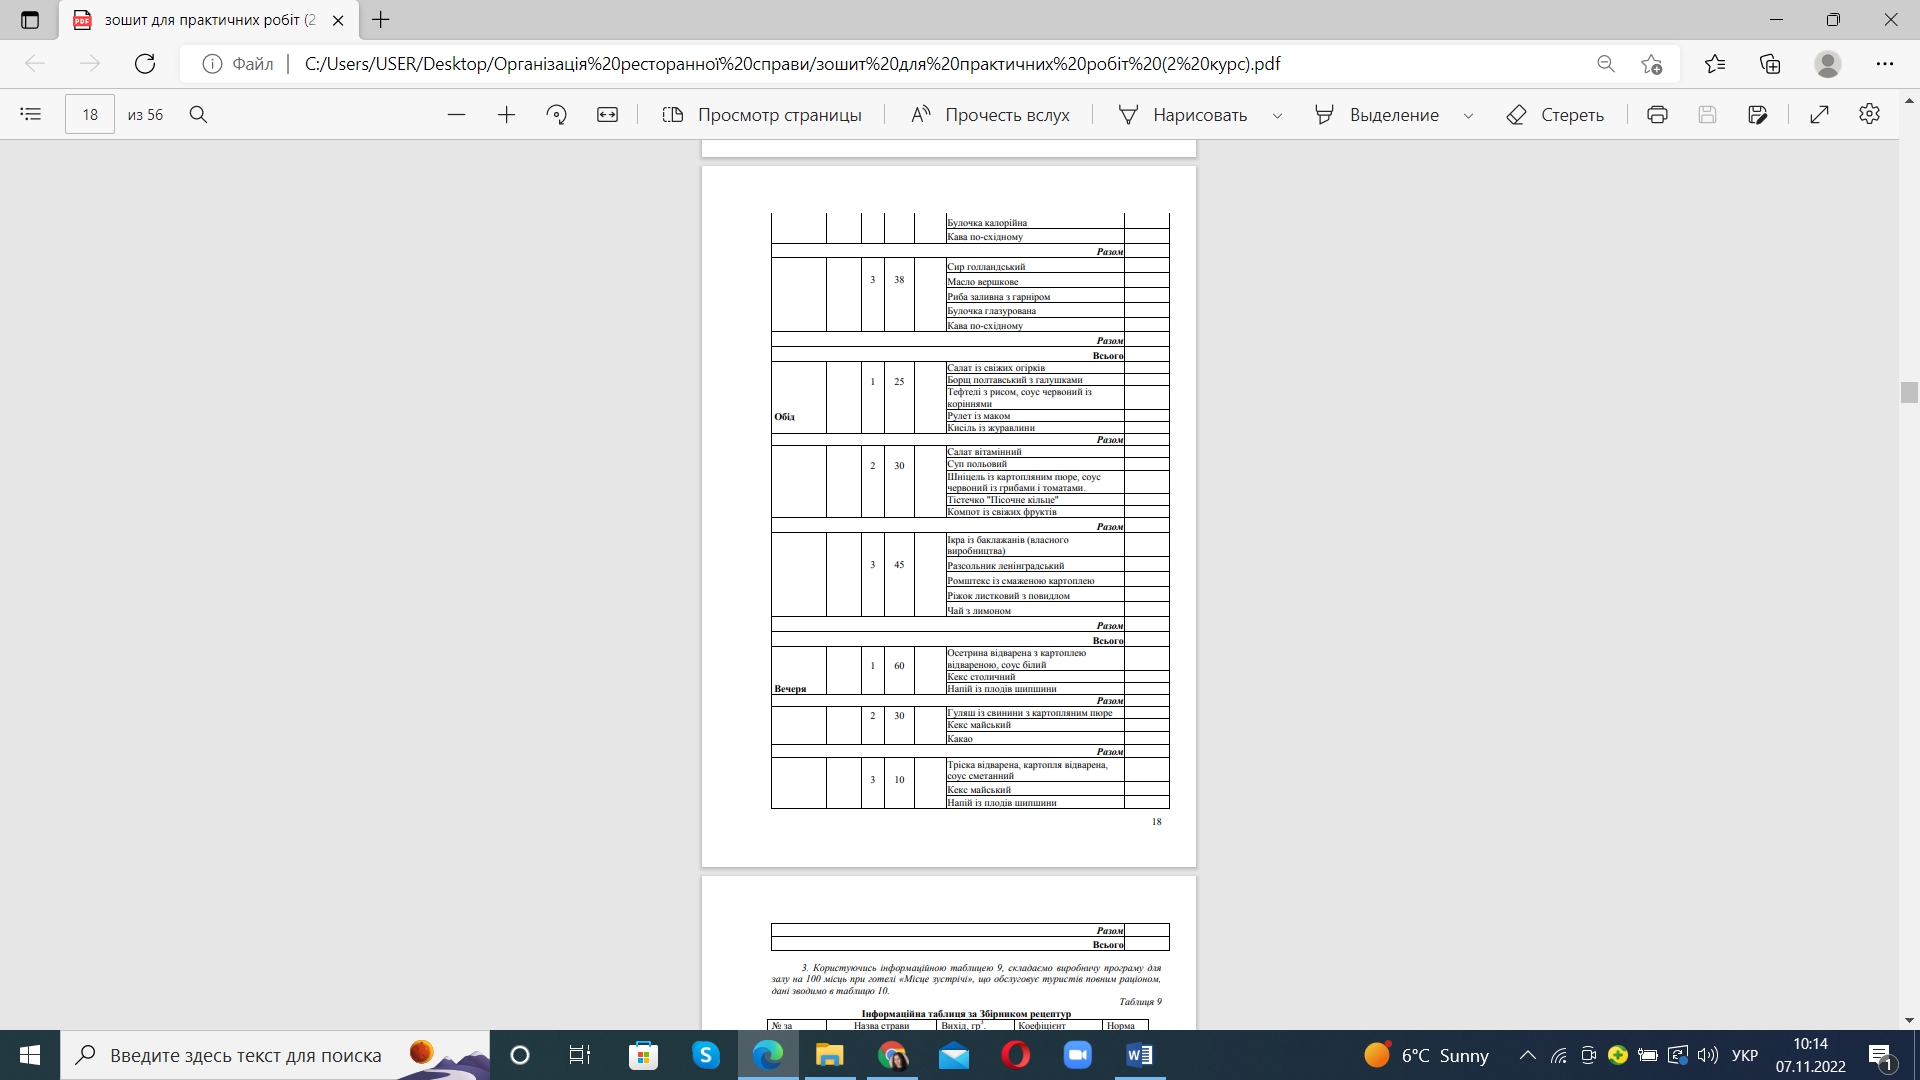 зошит для практичних робіт (2
Файл
C:/Users/USER/Desktop/Організація%20ресторанної%20справи/зошит%20для%20практичних%20робіт%20(2%20курс).pdf
18 из 56
Просмотр страницы
Прочесть вслух
Нарисовать
Выделение
Стереть
Булочка калорійна
Кава по-східному
Разом
3 38 Сир голландський
Масло вершкове
Риба заливна з гарніром
Булочка глазурована
Кава по-східному
Разом
Всього
Обід 1 25 Салат із свіжих огірків
Борщ полтавський з галушками
Тефтелі з рисом, соус червоний із
коріннями
Рулет із маком
Кисіль із журавлини
Разом
2 30 Салат вітамінний
Суп польовий
Шніцель із картопляним пюре, соус
червоний із грибами і томатами.
Тістечко "Пісочне кільце"
Компот із свіжих фруктів
Разом
3 45 Ікра із баклажанів (власного
виробництва)
Разсольник ленінградський
Ромштекс із смаженою картоплею
Ріжок листковий з повидлом
Чай з лимоном
Разом
Всього
Вечеря 1 60 Осетрина відварена з картоплею
відвареною, соус білий
Кекс столичний
Напій із плодів шипшини
Разом
2 30 Гуляш із свинини з картопляним пюре
Кекс майський
Какао
Разом
3 10 Тріска відварена, картопля відварена,
соус сметанний
Кекс майський
Напій із плодів шипшини
18
Разом
Всього
3. Користуючись інформаційною таблицею 9, складаємо виробничу програму для
залу на 100 місць при готелі «Місце зустрічі», що обслуговує туристів повним раціоном,
дані зводимо в таблицю 10.
Таблиця 9
Інформаційна таблиця за Збірником рецептур
№ за Назва страви Вихід, гр³. Коефіцієнт Норма
Введите здесь текст для поиска
6°C Sunny
УКР
10:14
07.11.2022
1